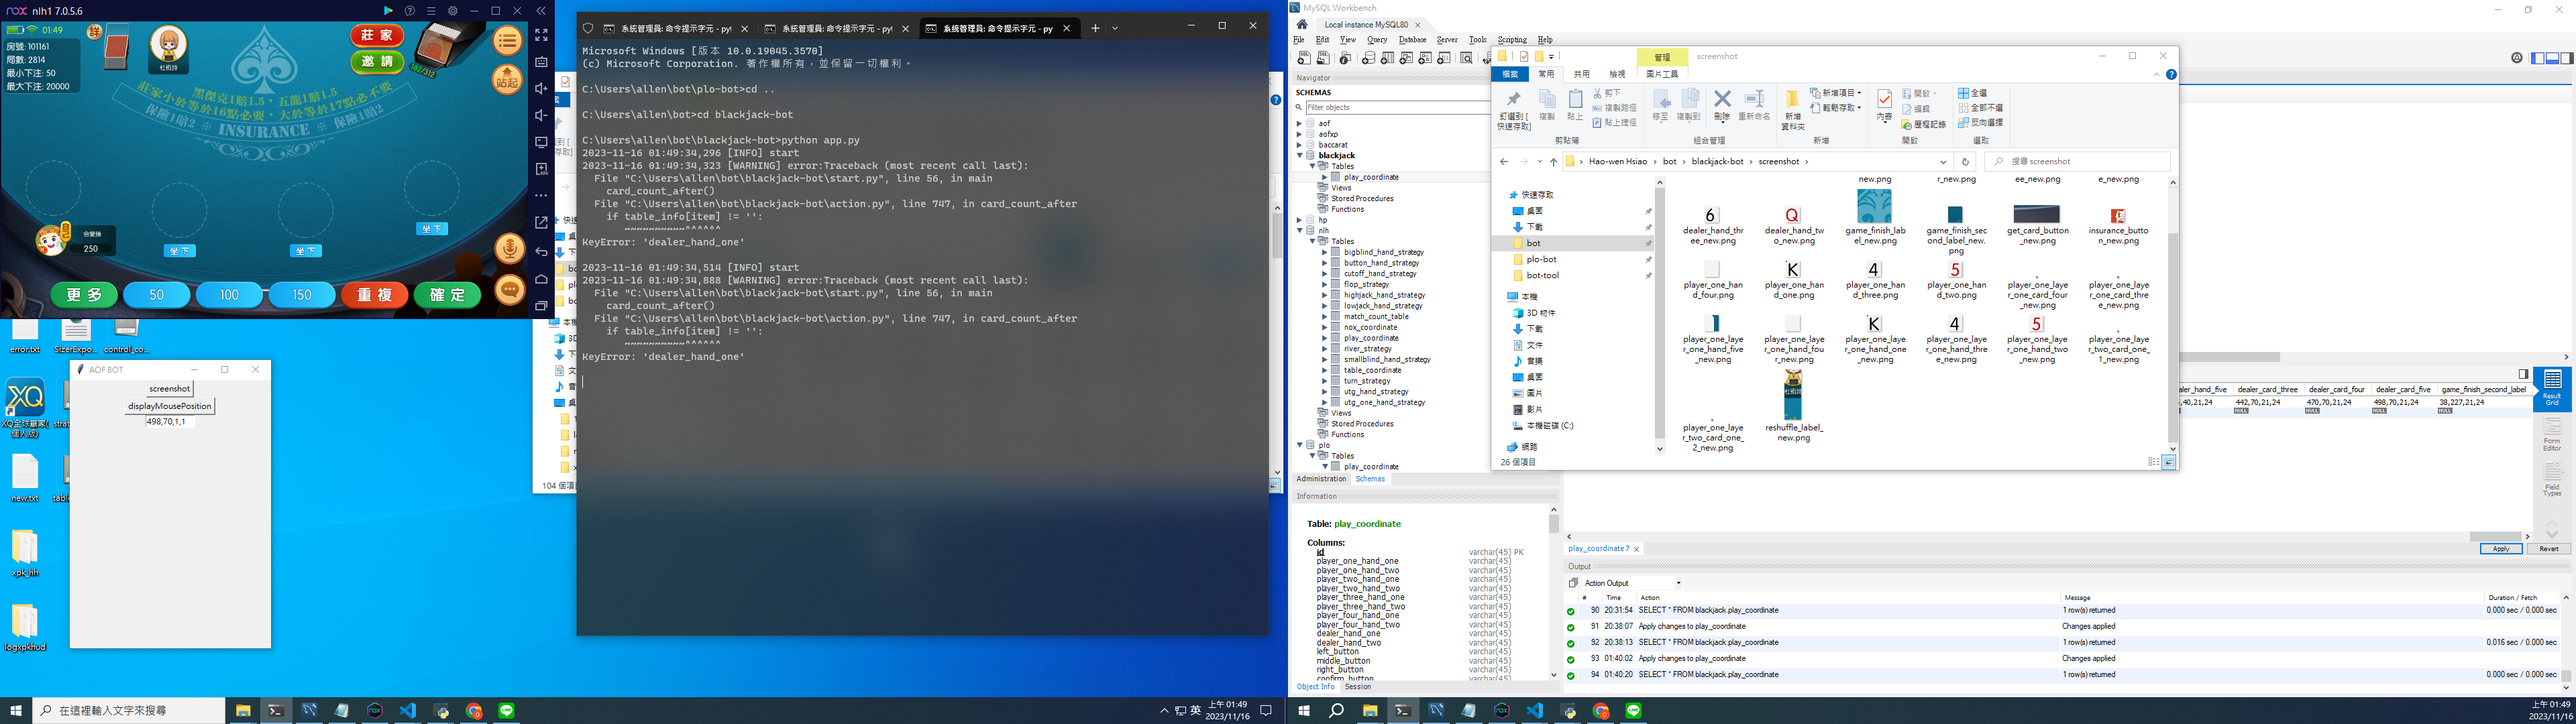 nox nlh1 7.0.5.6
01:49
房號: 101161
局數: 2814
最小下注: 50
最大下注: 20000
莊家
邀請
182/312
站起
黑傑克1賠1.5,五龍1賠1.5
莊家小於等於16點必要,大於等於17點必不要
保險1賠2 ※ INSURANCE ※ 保險1賠2
自己
250
坐下
坐下
坐下
更多
50
100
150
重複
確定
error.txt
SizerExpo...
control_co...
XQ全球贏家(個人版)
strat
new.txt
table
xpk_hh
logxpkhud
AOF BOT
screenshot
displayMousePosition
498,70,1,1
104 個項目
系統管理員: 命令提示字元 - pyt
系統管理員: 命令提示字元 - pyt
系統管理員: 命令提示字元 - py
Microsoft Windows [版本 10.0.19045.3570]
(c) Microsoft Corporation. 著作權所有,並保留一切權利。
C:\Users\allen\bot\plo-bot>cd ..
C:\Users\allen\bot>cd blackjack-bot
C:\Users\allen\bot\blackjack-bot>python app.py
2023-11-16 01:49:34,296 [INFO] start
2023-11-16 01:49:34,323 [WARNING] error:Traceback (most recent call last):
File "C:\Users\allen\bot\blackjack-bot\start.py", line 56, in main
card_count_after()
File "C:\Users\allen\bot\blackjack-bot\action.py", line 747, in card_count_after
if table_info[item] != '':
~~~~~~~~~~^^^^^^
KeyError: 'dealer_hand_one'
2023-11-16 01:49:34,514 [INFO] start
2023-11-16 01:49:34,888 [WARNING] error:Traceback (most recent call last):
File "C:\Users\allen\bot\blackjack-bot\start.py", line 56, in main
card_count_after()
File "C:\Users\allen\bot\blackjack-bot\action.py", line 747, in card_count_after
if table_info[item] != '':
~~~~~~~~~~^^^^^^
KeyError: 'dealer_hand_one'
在這裡輸入文字來搜尋
英
上午 01:49
2023/11/16
MySQL Workbench
Local instance MySQL80
File Edit View Query Database Server Tools Scripting Help
Navigator
SCHEMAS
Filter objects
aof
aofxp
baccarat
blackjack
Tables
play_coordinate
Views
Stored Procedures
Functions
hp
nlh
Tables
bigblind_hand_strategy
button_hand_strategy
cutoff_hand_strategy
flop_strategy
highjack_hand_strategy
lowjack_hand_strategy
match_count_table
nox_coordinate
play_coordinate
river_strategy
smallblind_hand_strategy
table_coordinate
turn_strategy
utg_hand_strategy
utg_one_hand_strategy
Views
Stored Procedures
Functions
plo
Tables
play_coordinate
Administration Schemas
Information
Table: play_coordinate
Columns:
id varchar(45) PK
player_one_hand_one varchar(45)
player_one_hand_two varchar(45)
player_two_hand_one varchar(45)
player_two_hand_two varchar(45)
player_three_hand_one varchar(45)
player_three_hand_two varchar(45)
player_four_hand_one varchar(45)
player_four_hand_two varchar(45)
dealer_hand_one varchar(45)
dealer_hand_two varchar(45)
left_button varchar(45)
middle_button varchar(45)
right_button varchar(45)
confirm_button varchar(45)
Object Info Session
管理
screenshot
檔案 常用 共用 檢視 圖片工具
釘選到 [快速存取]
複製
貼上
剪下
複製路徑
貼上捷徑
剪貼簿
移至
複製到
刪除
重新命名
組合管理
新增資料夾
新增項目
輕鬆存取
新增
內容
開啟
編輯
歷程記錄
開啟
全選
全部不選
反向選擇
選取
Hao-wen Hsiao › bot › blackjack-bot › screenshot
搜尋 screenshot
快速存取
桌面
下載
bot
plo-bot
bot-tool
本機
3D 物件
下載
文件
音樂
桌面
圖片
影片
本機磁碟 (C:)
網路
new.png
r_new.png
ee_new.png
e_new.png
dealer_hand_three_new.png
dealer_hand_two_new.png
game_finish_label_new.png
game_finish_second_label_new.png
get_card_button_new.png
insurance_button_new.png
player_one_hand_four.png
player_one_hand_one.png
player_one_hand_three.png
player_one_hand_two.png
player_one_layer_one_card_four_new.png
player_one_layer_one_card_three_new.png
player_one_layer_one_hand_five_new.png
player_one_layer_one_hand_four_new.png
player_one_layer_one_hand_one_new.png
player_one_layer_one_hand_three_new.png
player_one_layer_one_hand_two_new.png
player_one_layer_two_card_one_1_new.png
player_one_layer_two_card_one_2_new.png
reshuffle_label_new.png
26 個項目
aler_hand_five dealer_card_three dealer_card_four dealer_card_five game_finish_second_label
,40,21,24 442,70,21,24 470,70,21,24 498,70,21,24 38,227,21,24
NULL NULL NULL NULL NULL
Result Grid
Form Editor
Field Types
play_coordinate 7
Apply Revert
Output
Action Output
# Time Action Message Duration / Fetch
90 20:31:54 SELECT * FROM blackjack.play_coordinate 1 row(s) returned 0.000 sec / 0.000 sec
91 20:38:07 Apply changes to play_coordinate Changes applied
92 20:38:13 SELECT * FROM blackjack.play_coordinate 1 row(s) returned 0.016 sec / 0.000 sec
93 01:40:02 Apply changes to play_coordinate Changes applied
94 01:40:20 SELECT * FROM blackjack.play_coordinate 1 row(s) returned 0.000 sec / 0.000 sec
上午 01:49
2023/11/16